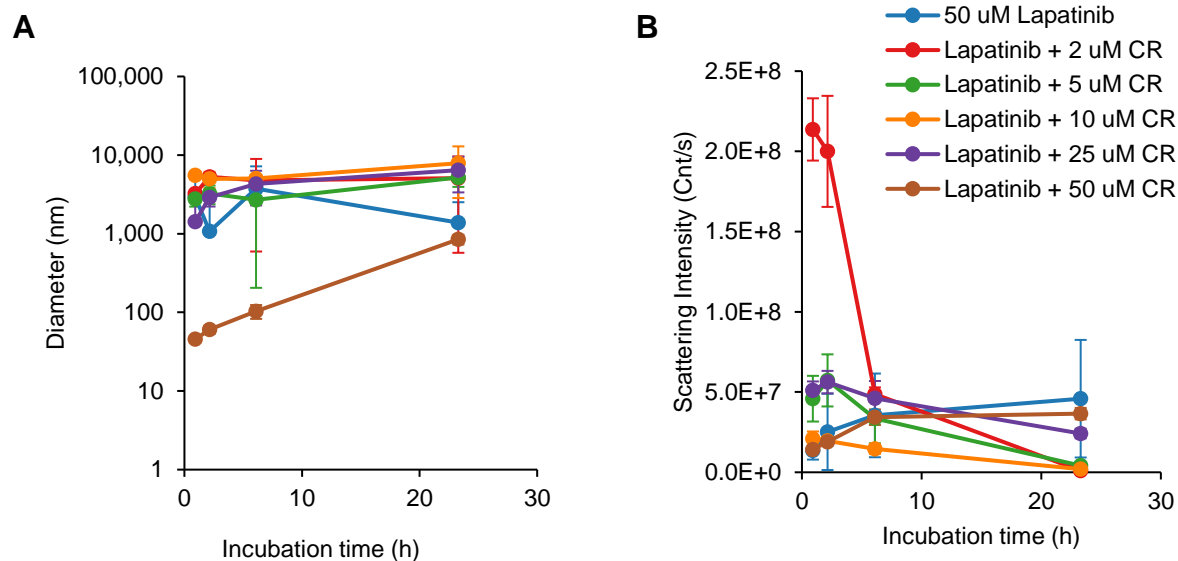 A
100,000
10,000
1,000
100
10
1
0
10
20
30
Diameter (nm)
Incubation time (h)
B
50 uM Lapatinib
Lapatinib + 2 uM CR
Lapatinib + 5 uM CR
Lapatinib + 10 uM CR
Lapatinib + 25 uM CR
Lapatinib + 50 uM CR
2.5E+8
2.0E+8
1.5E+8
1.0E+8
5.0E+7
0.0E+0
0
10
20
30
Scattering Intensity (Cnt/s)
Incubation time (h)